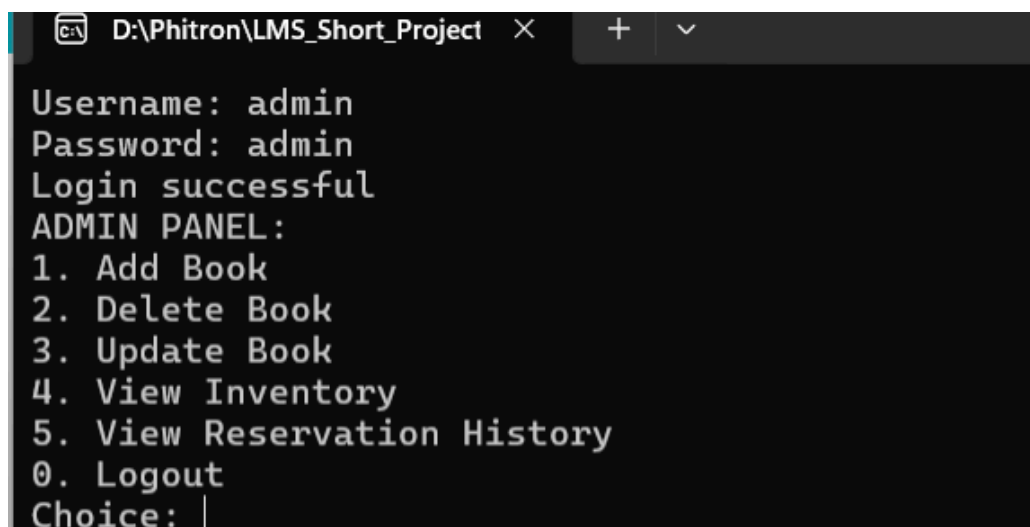 D:\Phitron\LMS_Short_Project
Username: admin
Password: admin
Login successful
ADMIN PANEL:
1. Add Book
2. Delete Book
3. Update Book
4. View Inventory
5. View Reservation History
0. Logout
Choice: